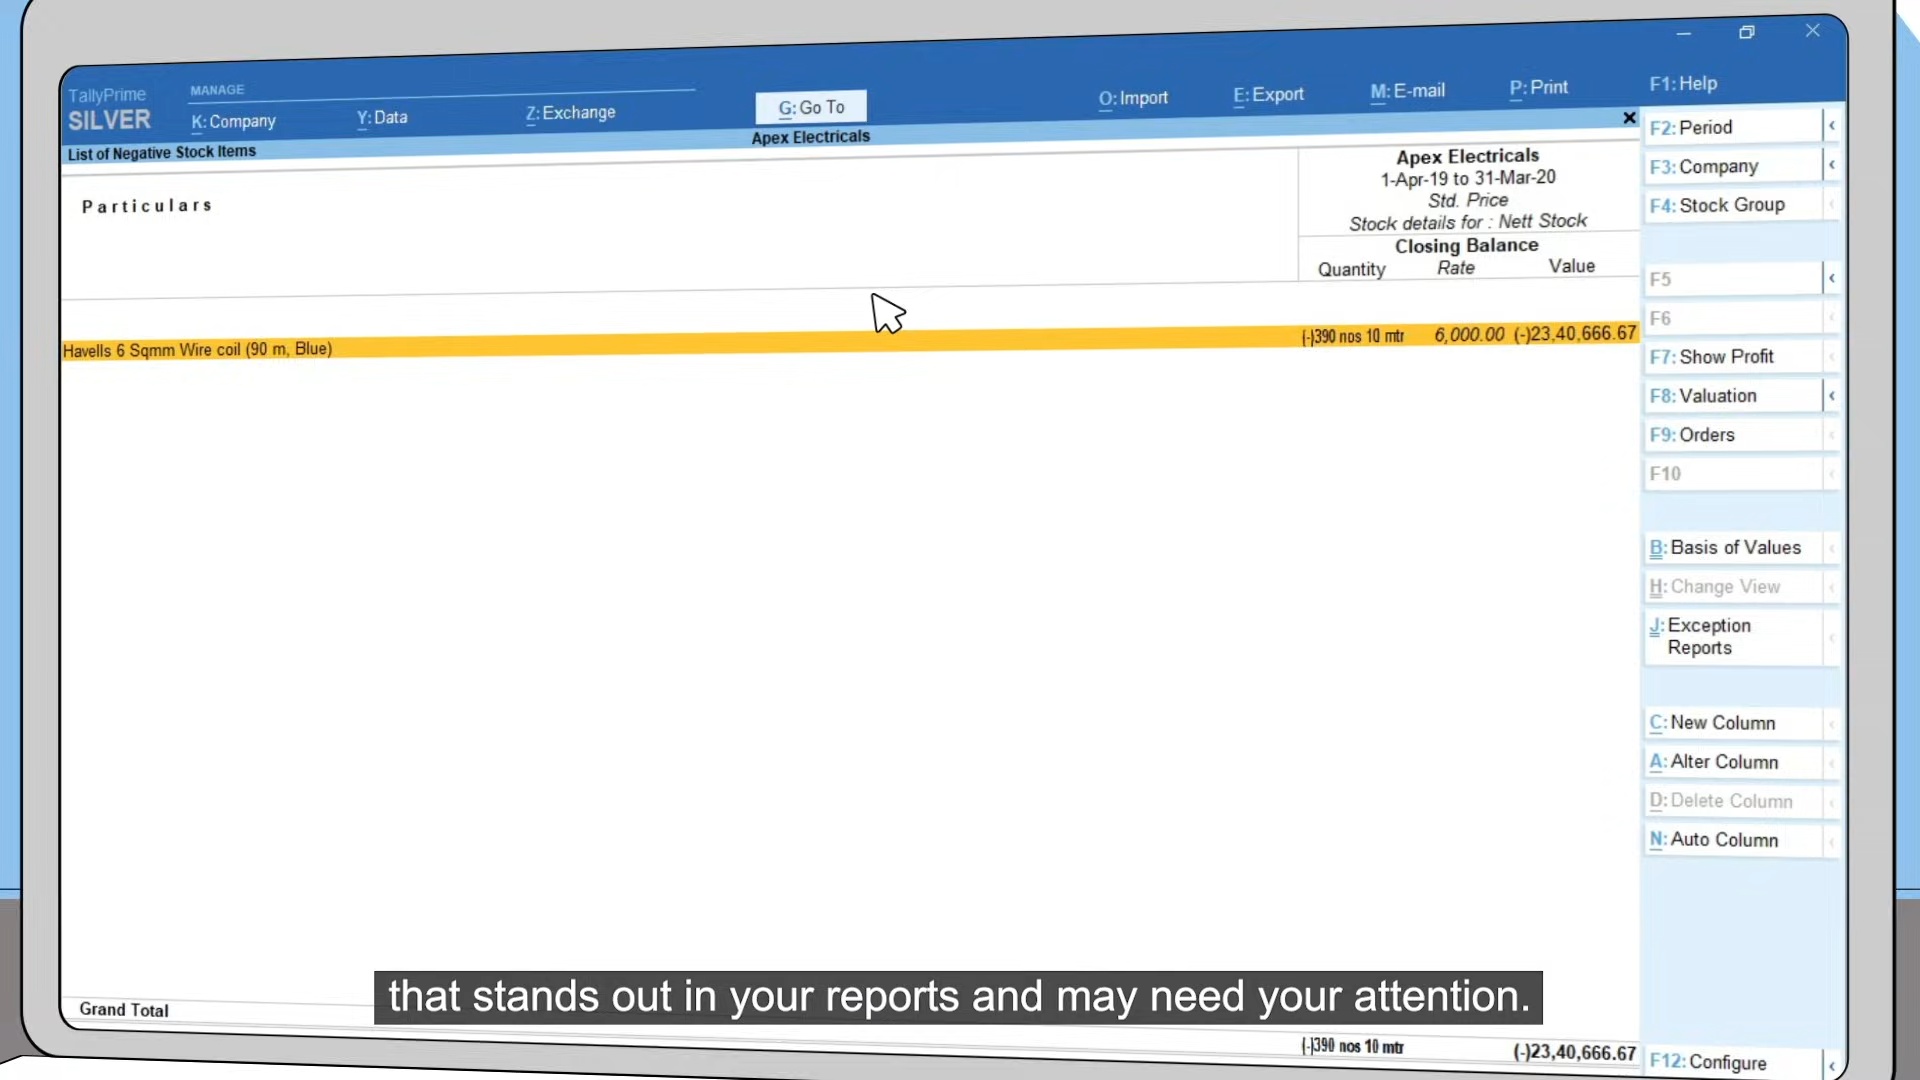 TallyPrime
SILVER
MANAGE
K: Company
Y: Data
Z: Exchange
G: Go To
O: Import
E: Export
M: E-mail
P: Print
F1: Help
List of Negative Stock Items
Apex Electricals
Particulars
Apex Electricals
1-Apr-19 to 31-Mar-20
Std. Price
Stock details for : Nett Stock
Closing Balance
Quantity Rate Value
Havells 6 Sqmm Wire coil (90 m, Blue) (-)390 nos 10 mtr 6,000.00 (-)23,40,666.67
Grand Total (-)390 nos 10 mtr (-)23,40,666.67
F2: Period
F3: Company
F4: Stock Group
F5
F6
F7: Show Profit
F8: Valuation
F9: Orders
F10
B: Basis of Values
H: Change View
J: Exception
Reports
C: New Column
A: Alter Column
D: Delete Column
N: Auto Column
F12: Configure
that stands out in your reports and may need your attention.